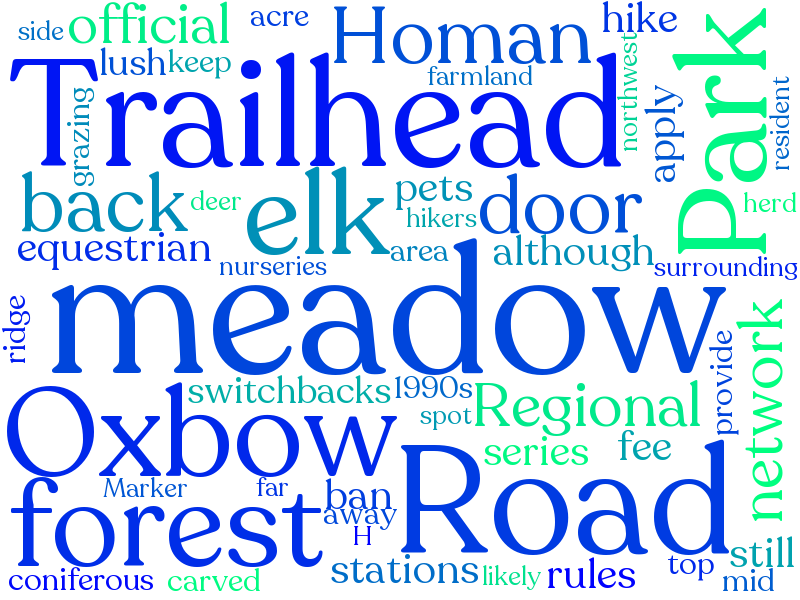 side
official
acre
Homan
hike
lush
keep
farmland
northwest
Park
Trailhead
grazing
apply
resident
back
deer
elk
pets
hikers
door
herd
equestrian
nurseries
area
although
surrounding
meadow
ridge
network
provide
switchbacks
1990s
spot
Regional
Oxbow
series
fee
Marker
far
ban
away
H
Road
forest
still
coniferous
carved
stations
likely
rules
top
mid